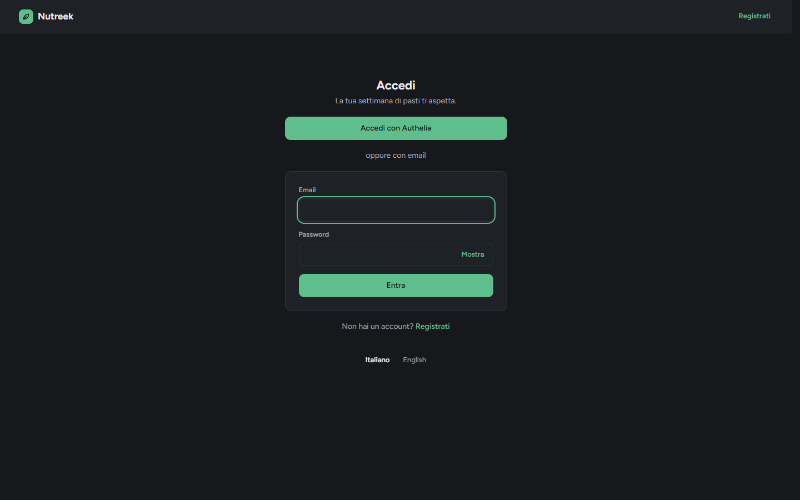 Nutreek
Registrati
Accedi
La tua settimana di pasti ti aspetta.
Accedi con Authelia
oppure con email
Email
Password
Mostra
Entra
Non hai un account? Registrati
Italiano English